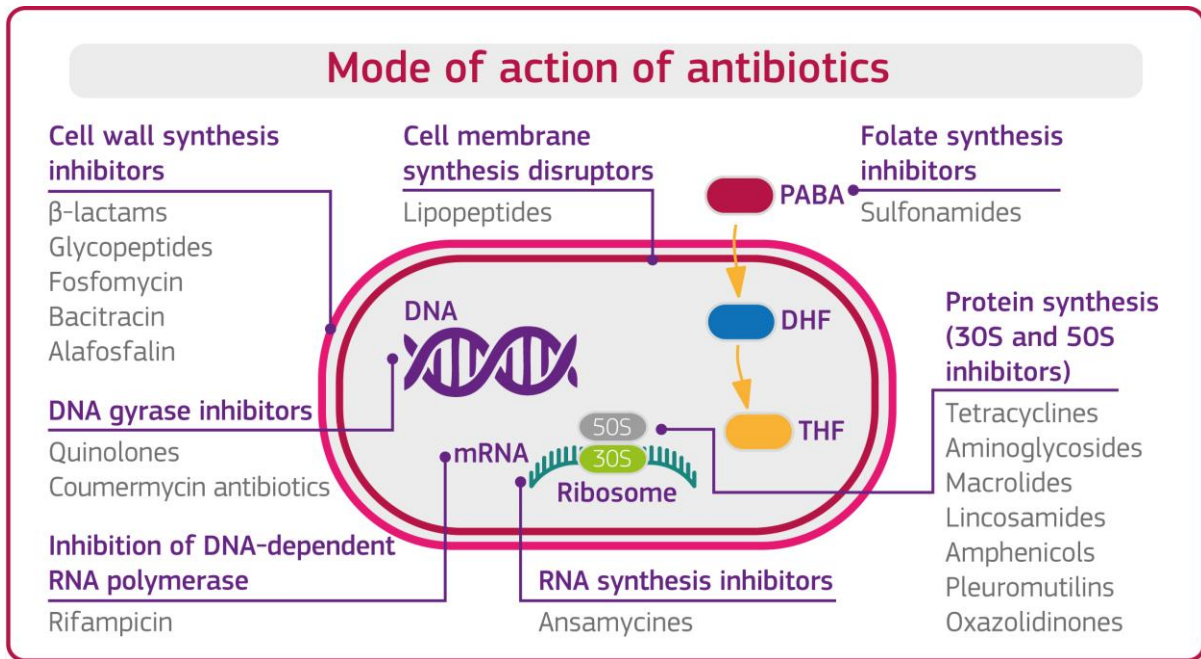 Mode of action of antibiotics
Cell wall synthesis
inhibitors
β-lactams
Glycopeptides
Fosfomycin
Bacitracin
Alafosfalin
Cell membrane
synthesis disruptors
Lipopeptides
PABA
Folate synthesis
inhibitors
Sulfonamides
DNA
DHF
THF
DNA gyrase inhibitors
Quinolones
Coumermycin antibiotics
mRNA
50S
30S
Ribosome
Protein synthesis
(30S and 50S
inhibitors)
Tetracyclines
Aminoglycosides
Macrolides
Lincosamides
Amphenicols
Pleuromutilins
Oxazolidinones
Inhibition of DNA-dependent
RNA polymerase
Rifampicin
RNA synthesis inhibitors
Ansamycines